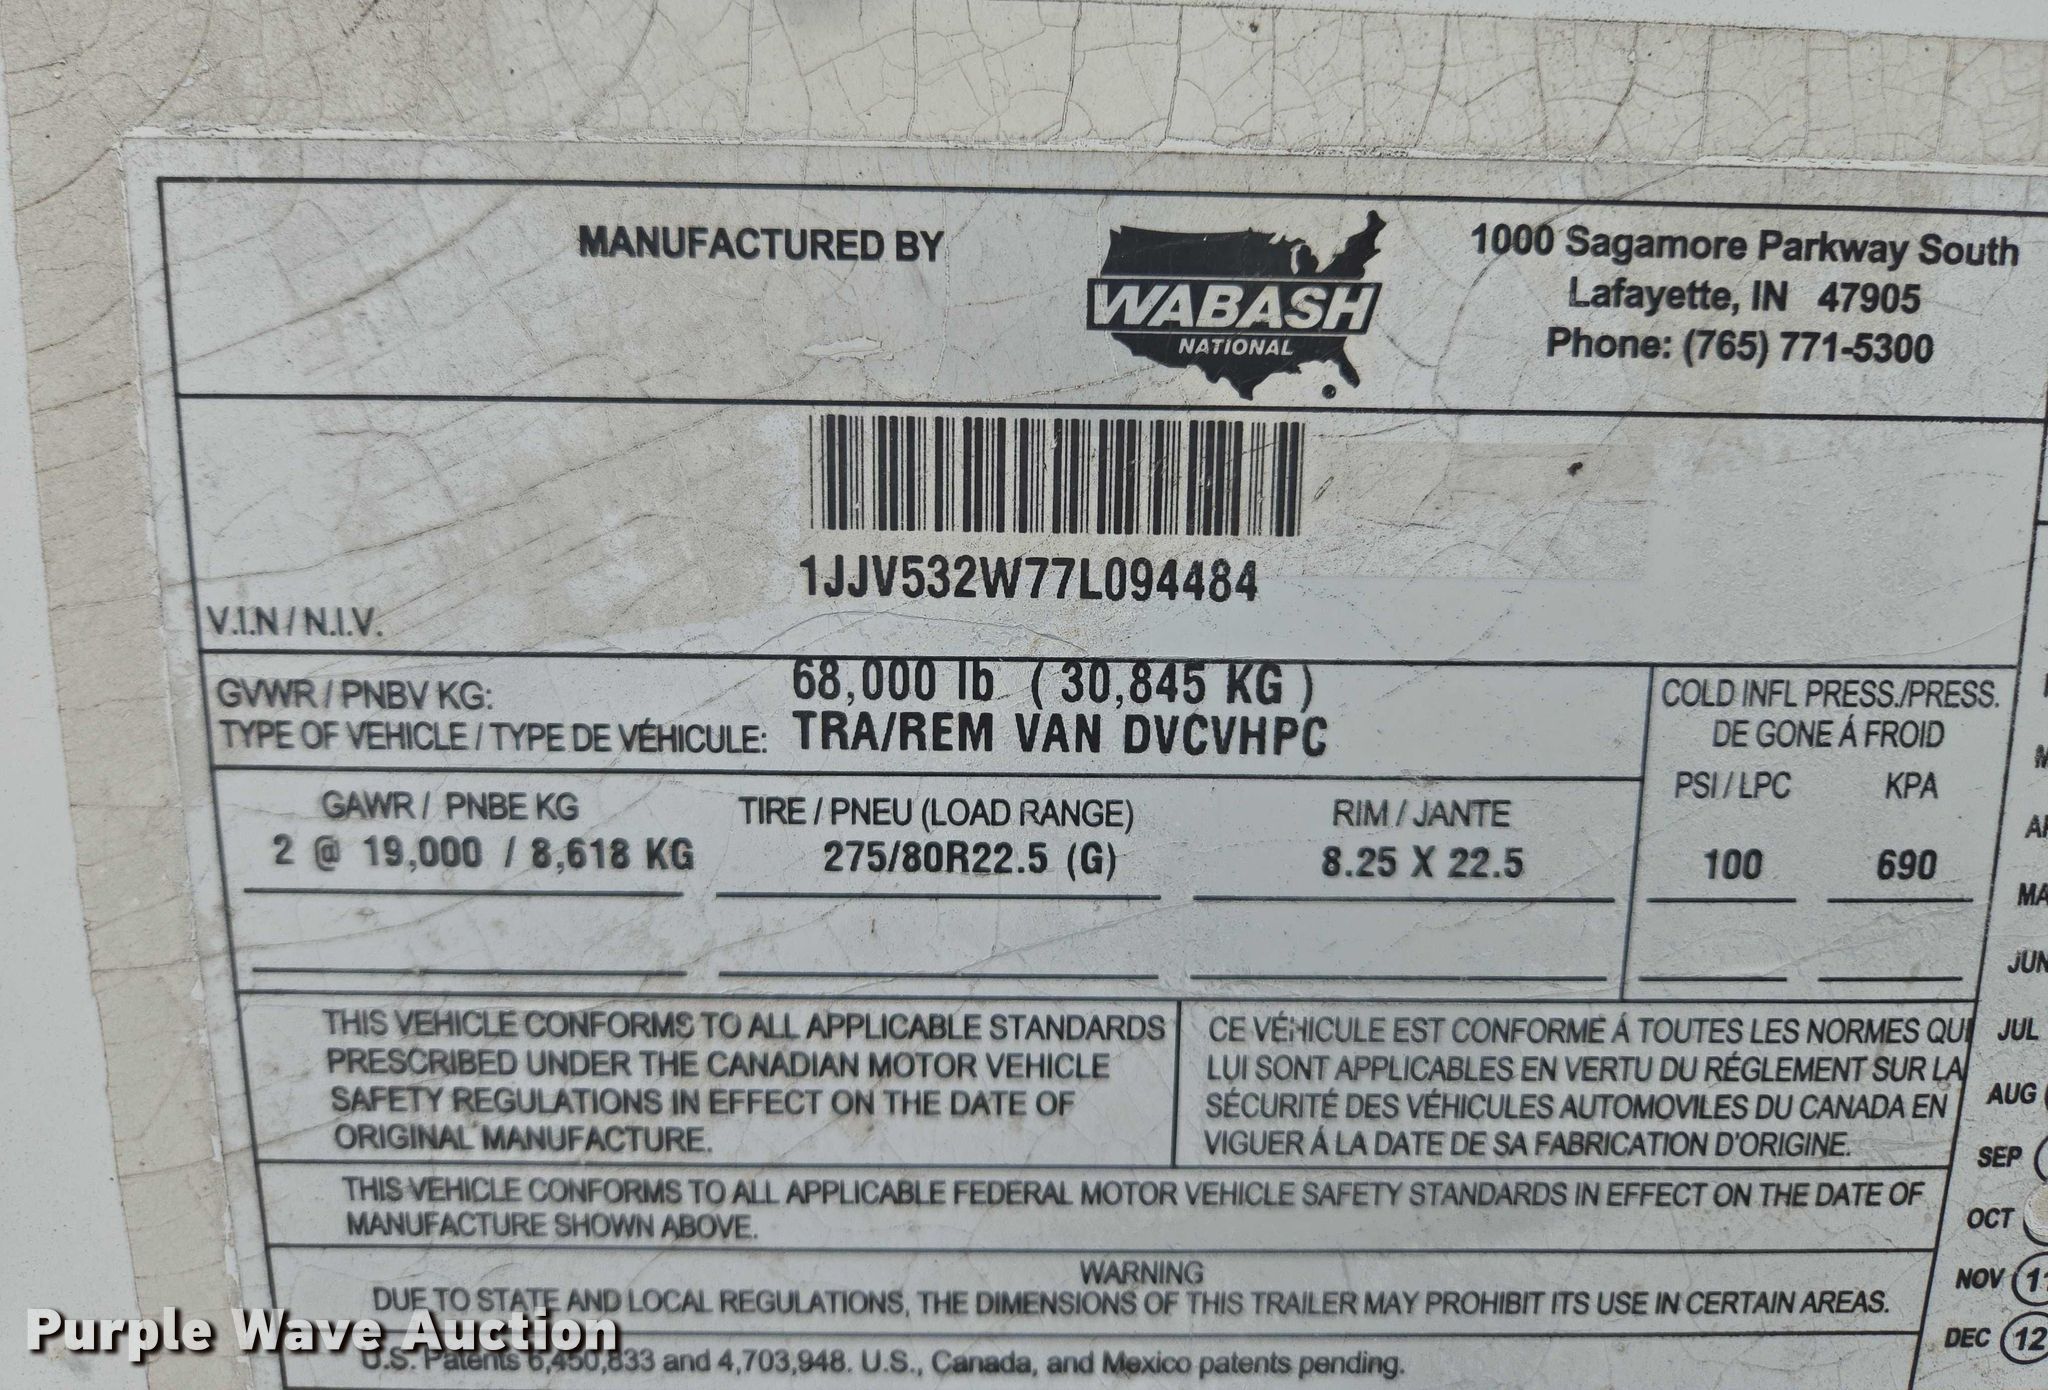 MANUFACTURED BY
WABASH
NATIONAL
®
1000 Sagamore Parkway South
Lafayette, IN 47905
Phone: (765) 771-5300
1JJV532W77L094484
V.I.N / N.I.V.
GVWR / PNBV KG: 68,000 lb ( 30,845 KG )
TYPE OF VEHICLE / TYPE DE VÉHICULE: TRA/REM VAN DVCVHPC
COLD INFL PRESS./PRESS.
DE GONE Á FROID
PSI / LPC KPA
GAWR / PNBE KG TIRE / PNEU (LOAD RANGE) RIM / JANTE
2 @ 19,000 / 8,618 KG 275/80R22.5 (G) 8.25 X 22.5 100 690
THIS VEHICLE CONFORMS TO ALL APPLICABLE STANDARDS
PRESCRIBED UNDER THE CANADIAN MOTOR VEHICLE
SAFETY REGULATIONS IN EFFECT ON THE DATE OF
ORIGINAL MANUFACTURE.
CE VÉHICULE EST CONFORME Á TOUTES LES NORMES QUI
LUI SONT APPLICABLES EN VERTU DU RÉGLEMENT SUR LA
SÉCURITÉ DES VÉHICULES AUTOMOVILES DU CANADA EN
VIGUER Á LA DATE DE SA FABRICATION D'ORIGINE.
THIS VEHICLE CONFORMS TO ALL APPLICABLE FEDERAL MOTOR VEHICLE SAFETY STANDARDS IN EFFECT ON THE DATE OF
MANUFACTURE SHOWN ABOVE.
WARNING
DUE TO STATE AND LOCAL REGULATIONS, THE DIMENSIONS OF THIS TRAILER MAY PROHIBIT ITS USE IN CERTAIN AREAS.
U.S. Patents 6,450,833 and 4,703,948. U.S., Canada, and Mexico patents pending.
JUN
JUL
AUG
SEP
OCT
NOV 11
DEC 12
Purple Wave Auction